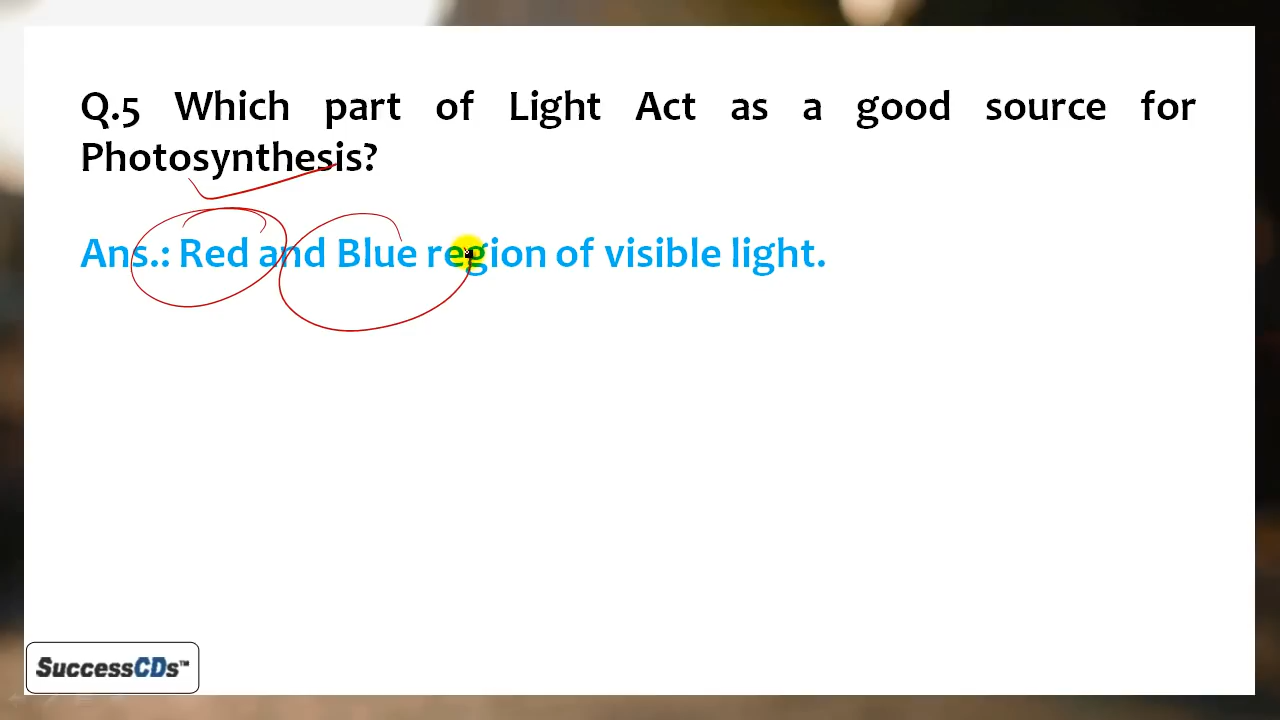 Q.5 Which part of Light Act as a good source for
Photosynthesis?
Ans.: Red and Blue region of visible light.
SuccessCDs™